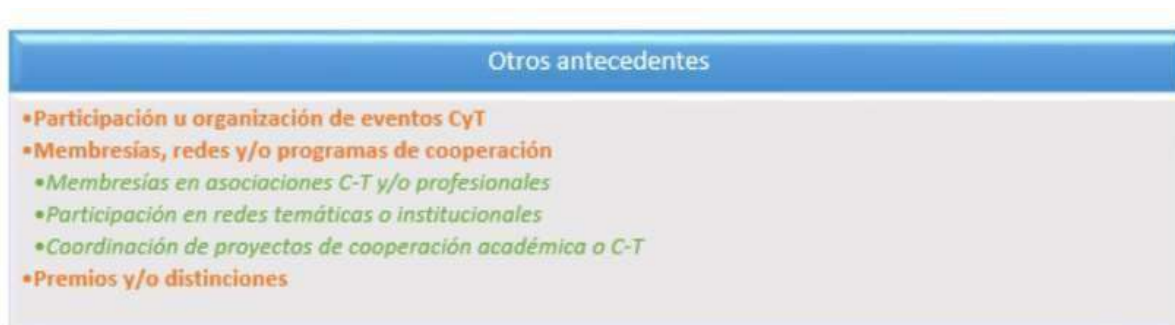 Otros antecedentes
•Participación u organización de eventos CyT
•Membresías, redes y/o programas de cooperación
•Membresías en asociaciones C-T y/o profesionales
•Participación en redes temáticas o institucionales
•Coordinación de proyectos de cooperación académica o C-T
•Premios y/o distinciones